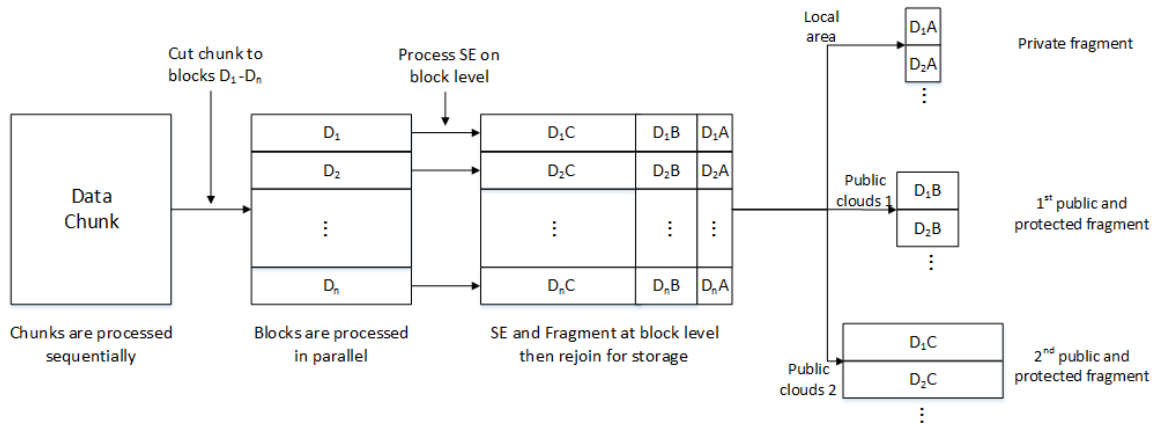 Cut chunk to
blocks D₁-Dₙ
Process SE on
block level
Data
Chunk
D₁
D₂
⋮
Dₙ
D₁C D₁B D₁A
D₂C D₂B D₂A
⋮ ⋮ ⋮
DₙC DₙB DₙA
Chunks are processed
sequentially
Blocks are processed
in parallel
SE and Fragment at block level
then rejoin for storage
Local
area
D₁A
D₂A
⋮
Private fragment
Public
clouds 1
D₁B
D₂B
⋮
1ˢᵗ public and
protected fragment
Public
clouds 2
D₁C
D₂C
⋮
2ⁿᵈ public and
protected fragment